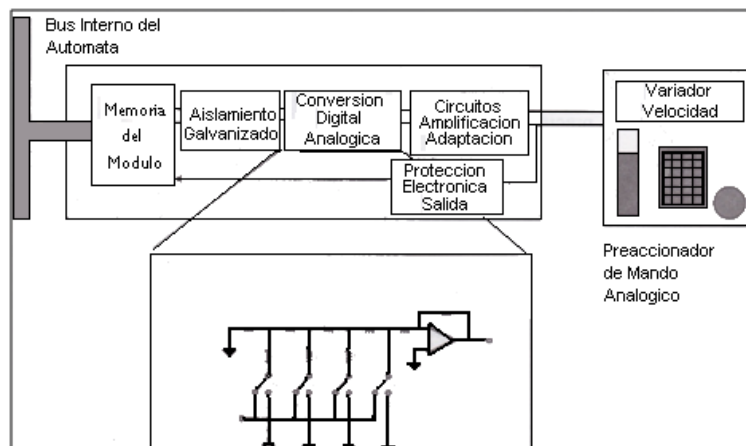 Bus Interno del
Automata
Memoria
del
Modulo
Aislamiento
Galvanizado
Conversion
Digital
Analogica
Circuitos
Amplificacion
Adaptacion
Proteccion
Electronica
Salida
Variador
Velocidad
Preaccionador
de Mando
Analogico